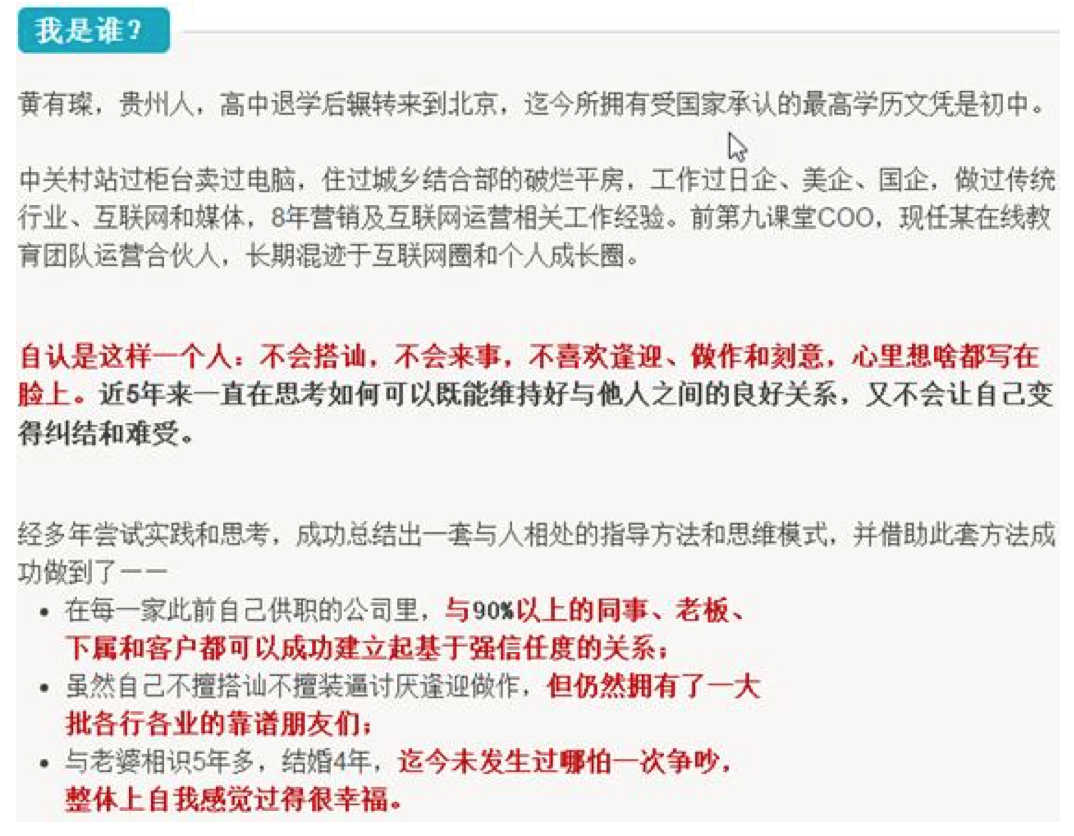 我是谁？
黄有璨，贵州人，高中退学后辗转来到北京，迄今所拥有受国家承认的最高学历文凭是初中。
中关村站过柜台卖过电脑，住过城乡结合部的破烂平房，工作过日企、美企、国企，做过传统
行业、互联网和媒体，8年营销及互联网运营相关工作经验。前第九课堂COO，现任某在线教
育团队运营合伙人，长期混迹于互联网圈和个人成长圈。
自认是这样一个人：不会搭讪，不会来事，不喜欢逢迎、做作和刻意，心里想啥都写在
脸上。近5年来一直在思考如何可以既能维持好与他人之间的良好关系，又不会让自己变
得纠结和难受。
经多年尝试实践和思考，成功总结出一套与人相处的指导方法和思维模式，并借助此套方法成
功做到了——
• 在每一家此前自己供职的公司里，与90%以上的同事、老板、
下属和客户都可以成功建立起基于强信任度的关系；
• 虽然自己不擅搭讪不擅装逼讨厌逢迎做作，但仍然拥有了一大
批各行各业的靠谱朋友们；
• 与老婆相识5年多，结婚4年，迄今未发生过哪怕一次争吵，
整体上自我感觉过得很幸福。